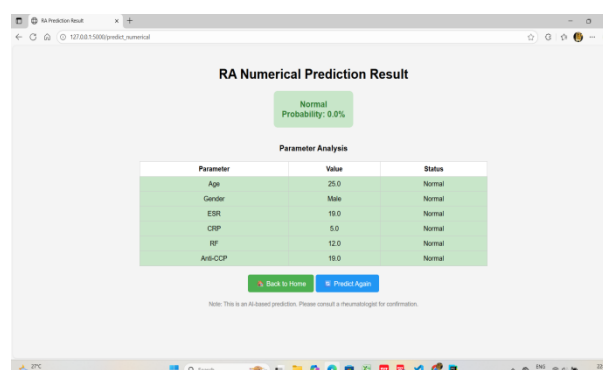 RA Prediction Result
127.0.0.1:5000/predict_numerical
RA Numerical Prediction Result
Normal
Probability: 0.0%
Parameter Analysis
Parameter Value Status
Age 25.0 Normal
Gender Male Normal
ESR 19.0 Normal
CRP 5.0 Normal
RF 12.0 Normal
Anti-CCP 19.0 Normal
Back to Home Predict Again
Note: This is an AI-based prediction. Please consult a rheumatologist for confirmation.
27°C
Search
ENG